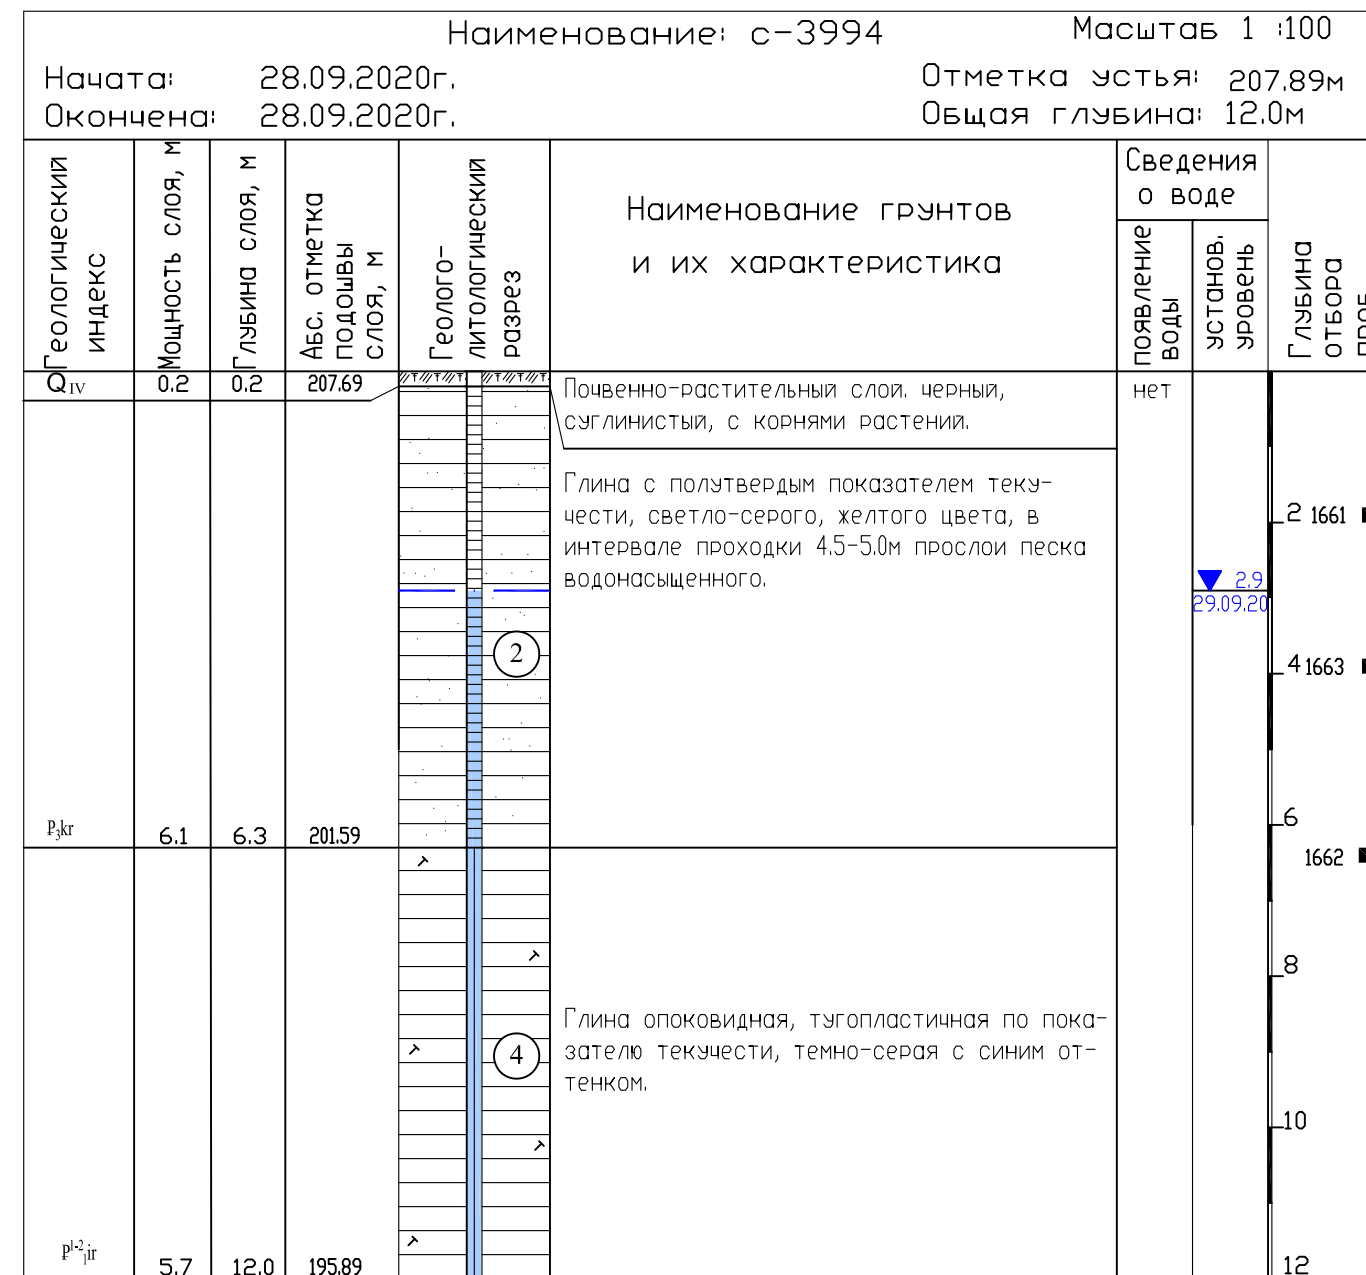 Наименование: с-3994
Масштаб 1 :100
Начата: 28.09.2020г.
Отметка устья: 207.89м
Окончена: 28.09.2020г.
Общая глубина: 12.0м
Геологический
индекс
Мощность слоя, м
Глубина слоя, м
Абс. отметка
подошвы
слоя, м
Геолого-
литологический
разрез
Наименование грунтов
и их характеристика
Сведения
о воде
появление
воды
установ.
уровень
Глубина
отбора
Q IV 0.2 0.2 207.69
Почвенно-растительный слой. черный,
суглинистый, с корнями растений.
нет
Глина с полутвердым показателем теку-
чести, светло-серого, желтого цвета, в
интервале проходки 4.5-5.0м прослои песка
водонасыщенного.
2 1661
2.9
29.09.20
2
4 1663
6
P₃kr 6.1 6.3 201.59
1662
8
Глина опоковидная, тугопластичная по пока-
зателю текучести, темно-серая с синим от-
тенком.
4
10
P₁¹⁻²ir 5.7 12.0 195.89
12